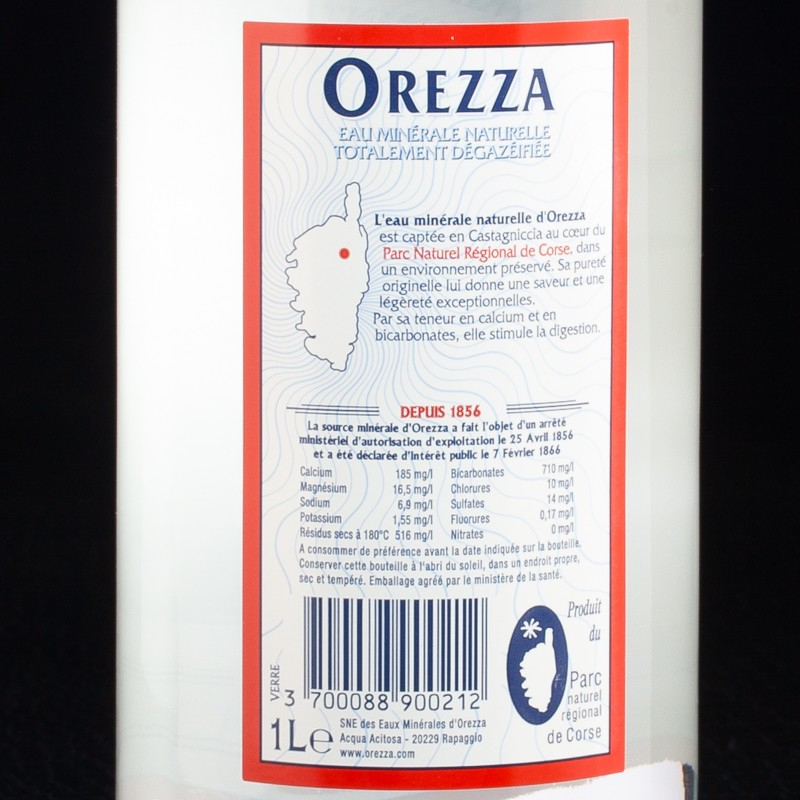 OREZZA
EAU MINÉRALE NATURELLE
TOTALEMENT DÉGAZÉIFIÉE
L'eau minérale naturelle d'Orezza
est captée en Castagniccia au cœur du
Parc Naturel Régional de Corse, dans
un environnement préservé. Sa pureté
originelle lui donne une saveur et une
légèreté exceptionnelles.
Par sa teneur en calcium et en
bicarbonates, elle stimule la digestion.
DEPUIS 1856
La source minérale d'Orezza a fait l'objet d'un arrêté
ministériel d'autorisation d'exploitation le 25 Avril 1856
et a été déclarée d'intérêt public le 7 Février 1866
Calcium 185 mg/l Bicarbonates 710 mg/l
Magnésium 16,5 mg/l Chlorures 10 mg/l
Sodium 6,9 mg/l Sulfates 14 mg/l
Potassium 1,55 mg/l Fluorures 0,17 mg/l
Résidus secs à 180°C 516 mg/l Nitrates 0 mg/l
A consommer de préférence avant la date indiquée sur la bouteille.
Conserver cette bouteille à l'abri du soleil, dans un endroit propre,
sec et tempéré. Emballage agréé par le ministère de la santé.
VERRE
3 700088 900212
Produit
du
Parc
naturel
régional
de Corse
1L℮
SNE des Eaux Minérales d'Orezza
Acqua Acitosa - 20229 Rapaggio
www.orezza.com